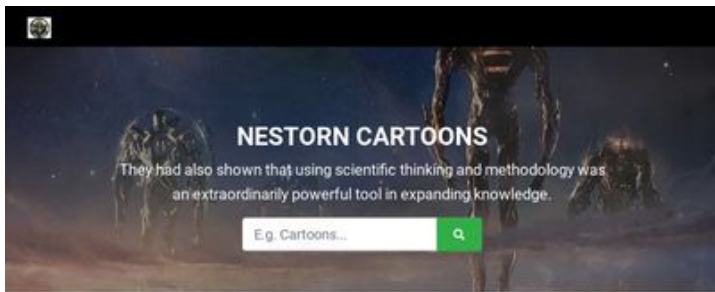 NESTORN CARTOONS
They had also shown that using scientific thinking and methodology was
an extraordinarily powerful tool in expanding knowledge.
E.g. Cartoons...